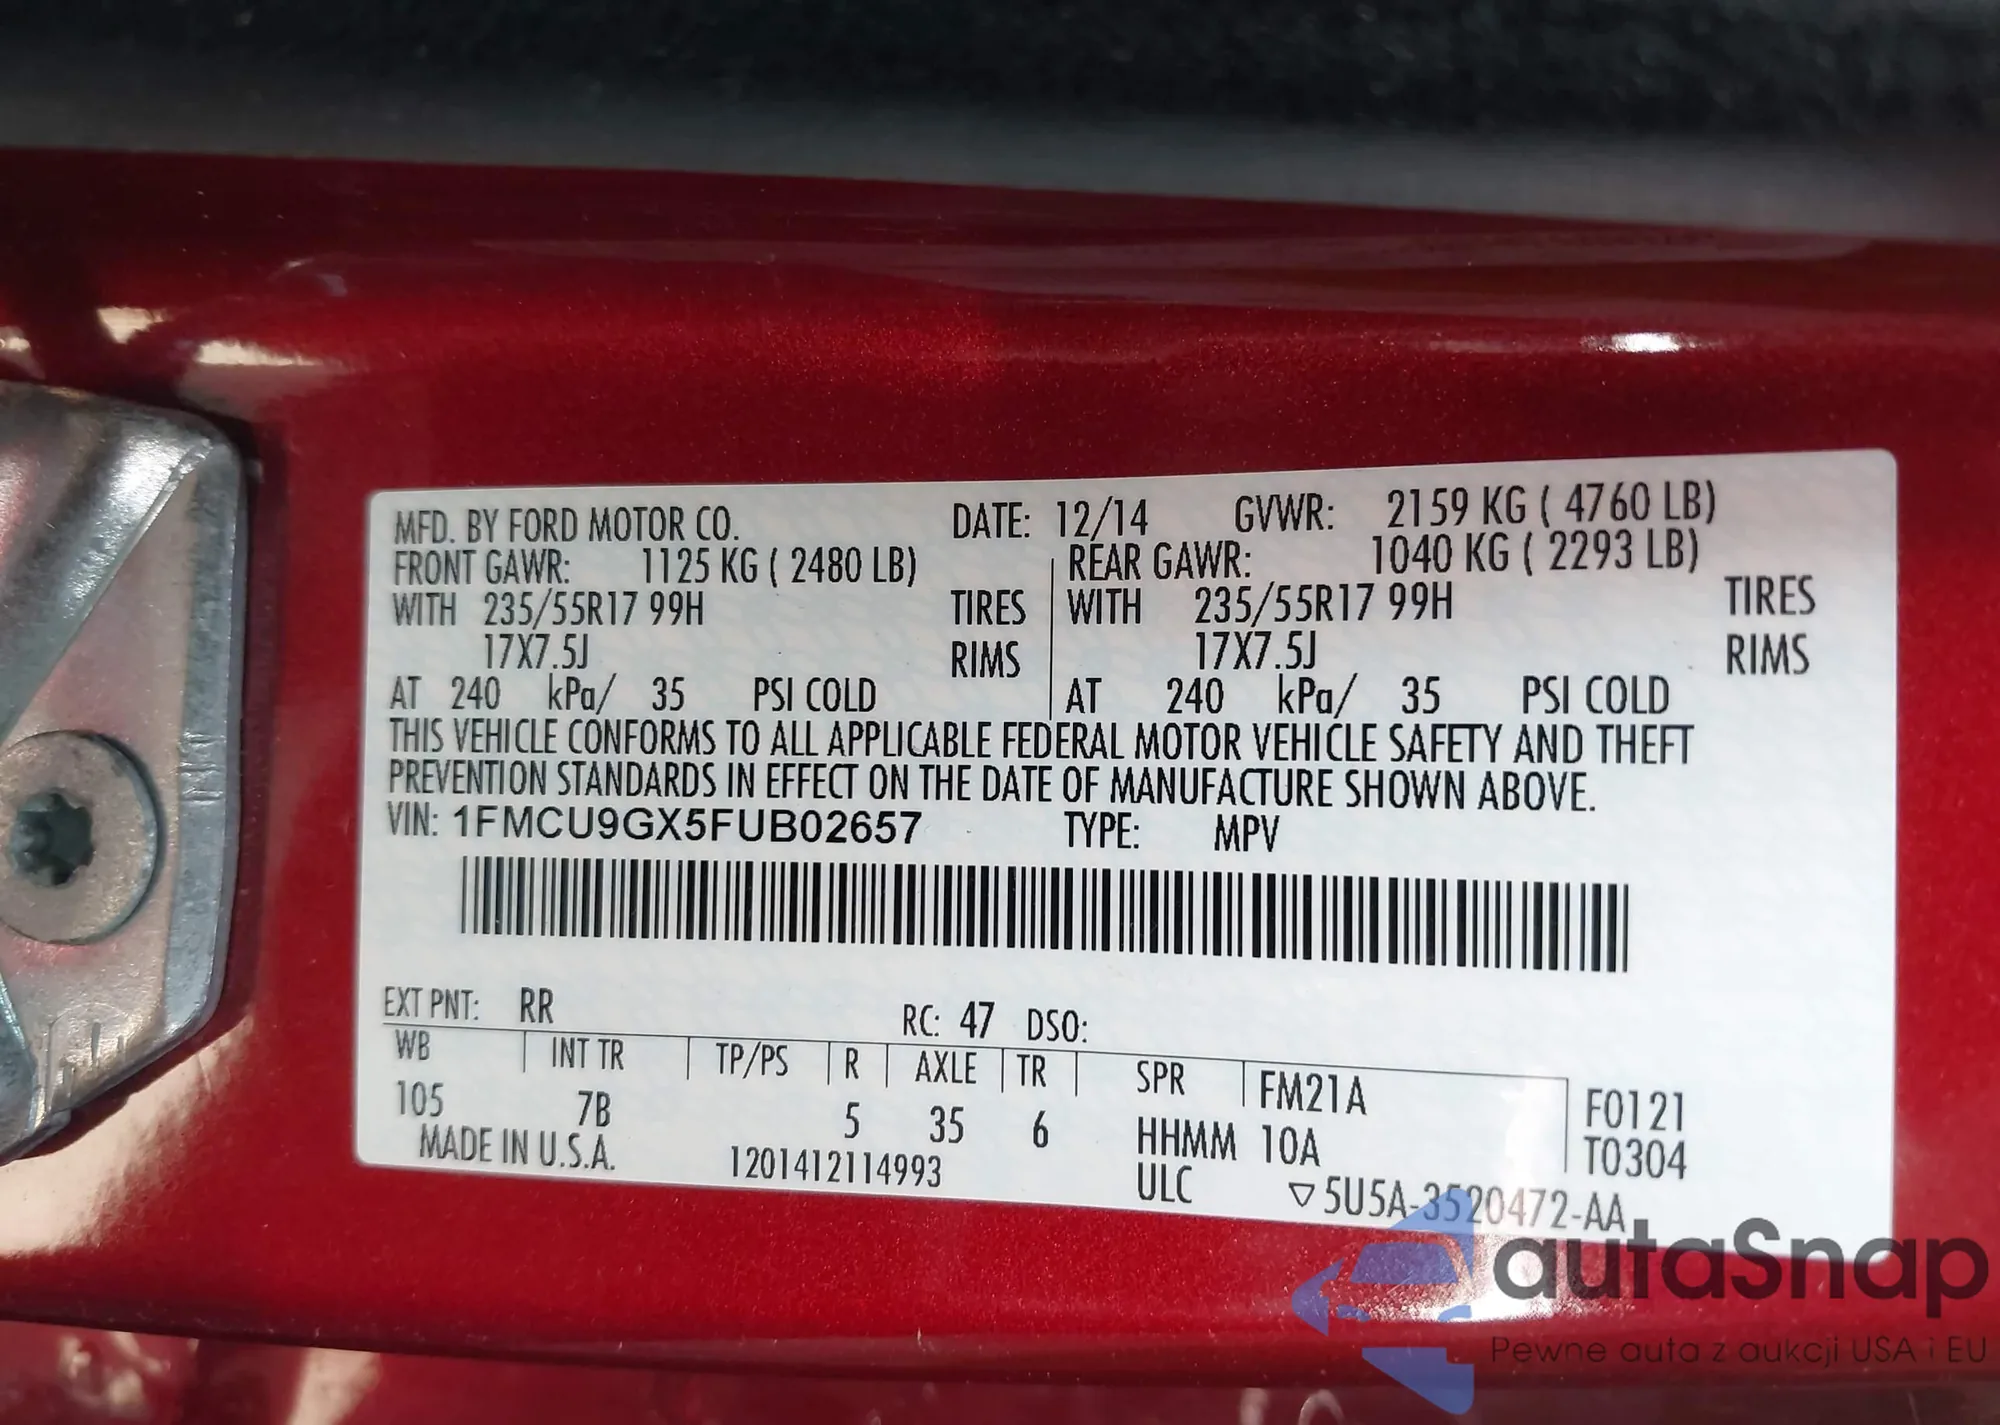 MFD. BY FORD MOTOR CO. DATE: 12/14 GVWR: 2159 KG ( 4760 LB)
FRONT GAWR: 1125 KG ( 2480 LB) REAR GAWR: 1040 KG ( 2293 LB)
WITH 235/55R17 99H TIRES WITH 235/55R17 99H TIRES
17X7.5J RIMS 17X7.5J RIMS
AT 240 kPa/ 35 PSI COLD AT 240 kPa/ 35 PSI COLD
THIS VEHICLE CONFORMS TO ALL APPLICABLE FEDERAL MOTOR VEHICLE SAFETY AND THEFT
PREVENTION STANDARDS IN EFFECT ON THE DATE OF MANUFACTURE SHOWN ABOVE.
VIN: 1FMCU9GX5FUB02657 TYPE: MPV
EXT PNT: RR RC: 47 DSO:
WB INT TR TP/PS R AXLE TR SPR FM21A F0121
105 7B 5 35 6 HHMM 10A T0304
MADE IN U.S.A. 1201412114993 ULC ▽5U5A-3520472-AA
autaSnap
Pewne auta z aukcji USA i EU